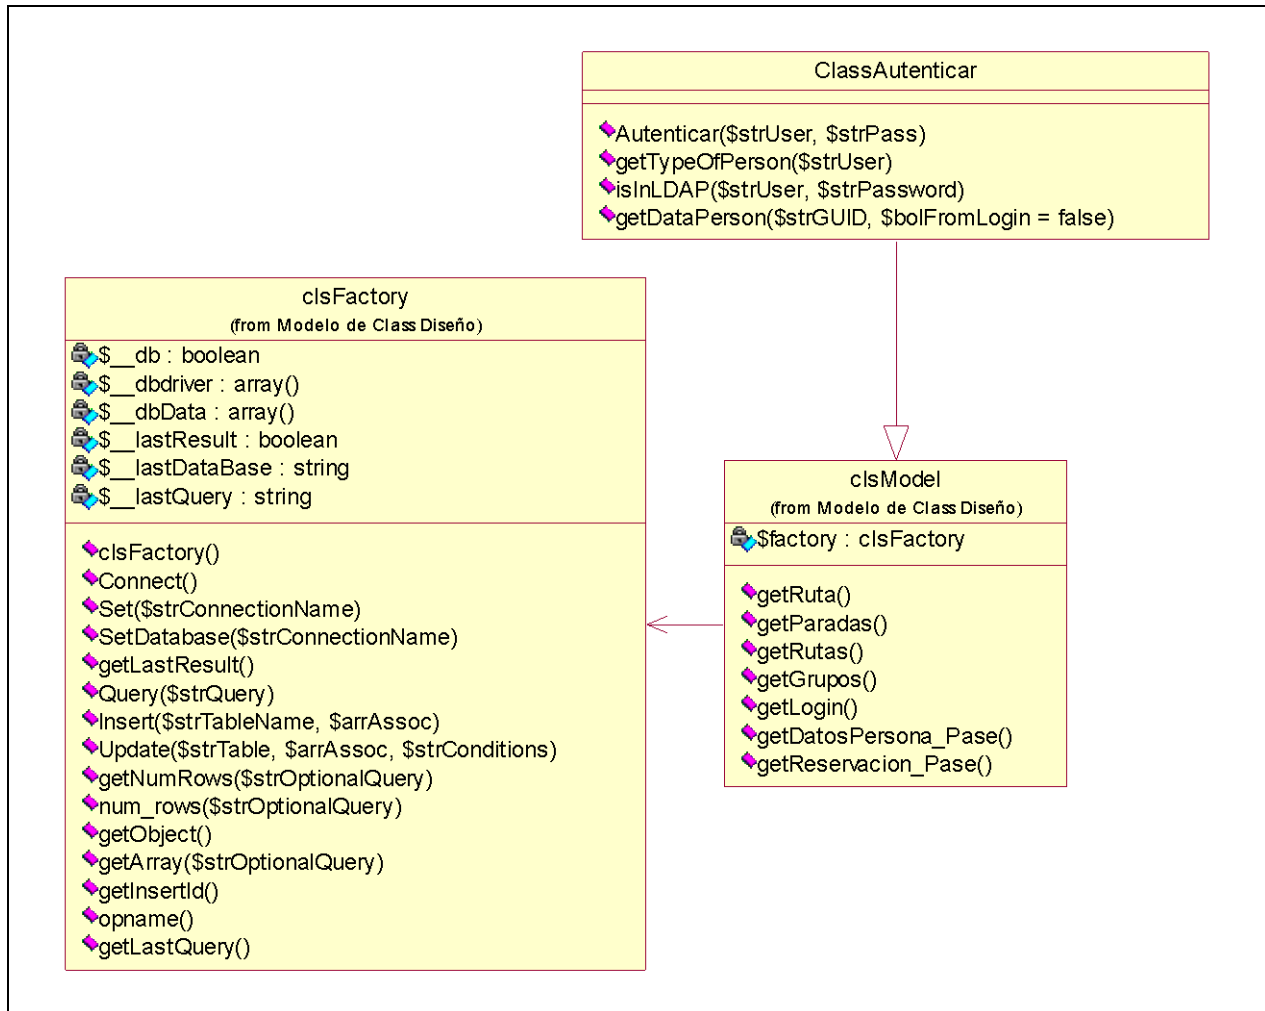 ClassAutenticar
Autenticar($strUser, $strPass)
getTypeOfPerson($strUser)
isInLDAP($strUser, $strPassword)
getDataPerson($strGUID, $bolFromLogin = false)
clsFactory
(from Modelo de Class Diseño)
$__db : boolean
$__dbdriver : array()
$__dbData : array()
$__lastResult : boolean
$__lastDataBase : string
$__lastQuery : string
clsFactory()
Connect()
Set($strConnectionName)
SetDatabase($strConnectionName)
getLastResult()
Query($strQuery)
Insert($strTableName, $arrAssoc)
Update($strTable, $arrAssoc, $strConditions)
getNumRows($strOptionalQuery)
num_rows($strOptionalQuery)
getObject()
getArray($strOptionalQuery)
getInsertId()
opname()
getLastQuery()
clsModel
(from Modelo de Class Diseño)
$factory : clsFactory
getRuta()
getParadas()
getRutas()
getGrupos()
getLogin()
getDatosPersona_Pase()
getReservacion_Pase()